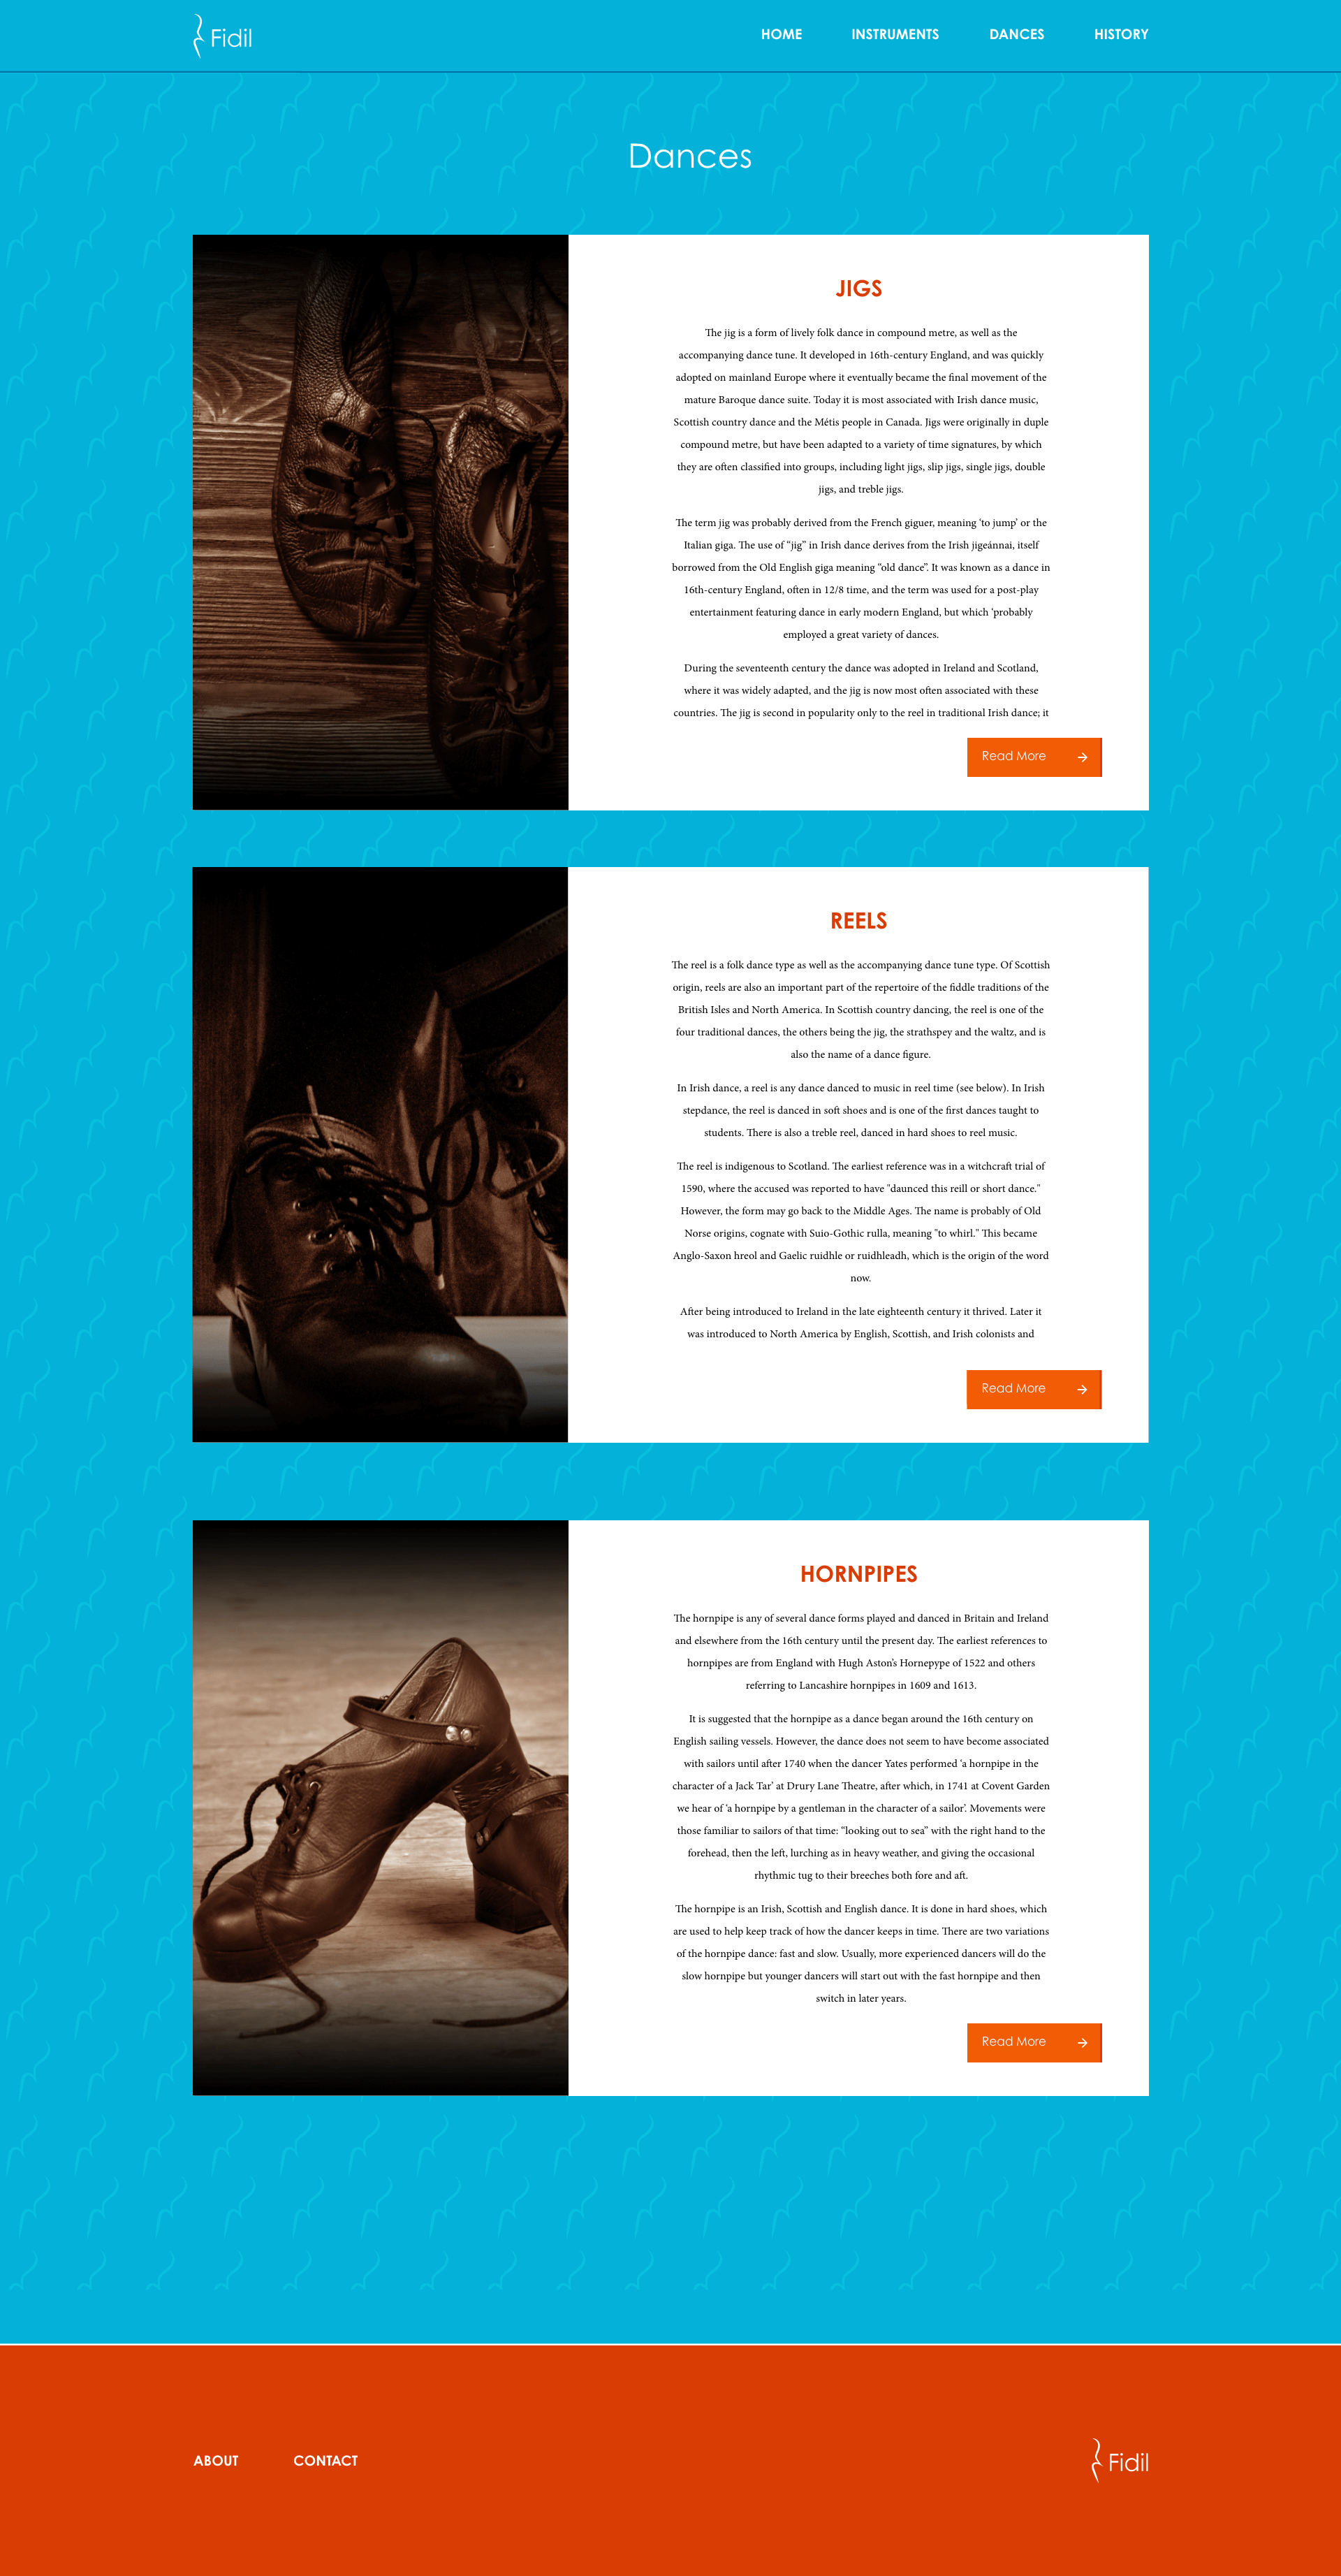 Fidil
HOME INSTRUMENTS DANCES HISTORY
Dances
JIGS
The jig is a form of lively folk dance in compound metre, as well as the
accompanying dance tune. It developed in 16th-century England, and was quickly
adopted on mainland Europe where it eventually became the final movement of the
mature Baroque dance suite. Today it is most associated with Irish dance music,
Scottish country dance and the Métis people in Canada. Jigs were originally in duple
compound metre, but have been adapted to a variety of time signatures, by which
they are often classified into groups, including light jigs, slip jigs, single jigs, double
jigs, and treble jigs.
The term jig was probably derived from the French giguer, meaning 'to jump' or the
Italian giga. The use of “jig” in Irish dance derives from the Irish jigeánnai, itself
borrowed from the Old English giga meaning “old dance”. It was known as a dance in
16th-century England, often in 12/8 time, and the term was used for a post-play
entertainment featuring dance in early modern England, but which 'probably
employed a great variety of dances.
During the seventeenth century the dance was adopted in Ireland and Scotland,
where it was widely adapted, and the jig is now most often associated with these
countries. The jig is second in popularity only to the reel in traditional Irish dance; it
Read More →
REELS
The reel is a folk dance type as well as the accompanying dance tune type. Of Scottish
origin, reels are also an important part of the repertoire of the fiddle traditions of the
British Isles and North America. In Scottish country dancing, the reel is one of the
four traditional dances, the others being the jig, the strathspey and the waltz, and is
also the name of a dance figure.
In Irish dance, a reel is any dance danced to music in reel time (see below). In Irish
stepdance, the reel is danced in soft shoes and is one of the first dances taught to
students. There is also a treble reel, danced in hard shoes to reel music.
The reel is indigenous to Scotland. The earliest reference was in a witchcraft trial of
1590, where the accused was reported to have "daunced this reill or short dance."
However, the form may go back to the Middle Ages. The name is probably of Old
Norse origins, cognate with Suio-Gothic rulla, meaning "to whirl." This became
Anglo-Saxon hreol and Gaelic ruidhle or ruidhleadh, which is the origin of the word
now.
After being introduced to Ireland in the late eighteenth century it thrived. Later it
was introduced to North America by English, Scottish, and Irish colonists and
Read More →
HORNPIPES
The hornpipe is any of several dance forms played and danced in Britain and Ireland
and elsewhere from the 16th century until the present day. The earliest references to
hornpipes are from England with Hugh Aston's Hornepype of 1522 and others
referring to Lancashire hornpipes in 1609 and 1613.
It is suggested that the hornpipe as a dance began around the 16th century on
English sailing vessels. However, the dance does not seem to have become associated
with sailors until after 1740 when the dancer Yates performed 'a hornpipe in the
character of a Jack Tar' at Drury Lane Theatre, after which, in 1741 at Covent Garden
we hear of 'a hornpipe by a gentleman in the character of a sailor'. Movements were
those familiar to sailors of that time: “looking out to sea” with the right hand to the
forehead, then the left, lurching as in heavy weather, and giving the occasional
rhythmic tug to their breeches both fore and aft.
The hornpipe is an Irish, Scottish and English dance. It is done in hard shoes, which
are used to help keep track of how the dancer keeps in time. There are two variations
of the hornpipe dance: fast and slow. Usually, more experienced dancers will do the
slow hornpipe but younger dancers will start out with the fast hornpipe and then
switch in later years.
Read More →
ABOUT CONTACT
Fidil